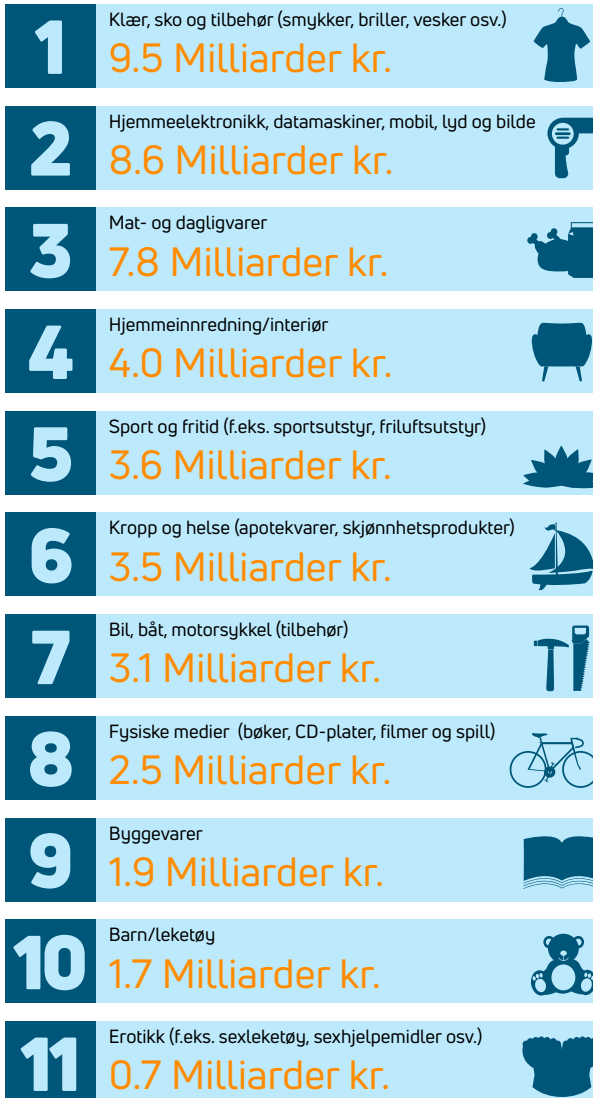 1
Klær, sko og tilbehør (smykker, briller, vesker osv.)
9.5 Milliarder kr.
2
Hjemmeelektronikk, datamaskiner, mobil, lyd og bilde
8.6 Milliarder kr.
3
Mat- og dagligvarer
7.8 Milliarder kr.
4
Hjemmeinnredning/interiør
4.0 Milliarder kr.
5
Sport og fritid (f.eks. sportsutstyr, friluftsutstyr)
3.6 Milliarder kr.
6
Kropp og helse (apotekvarer, skjønnhetsprodukter)
3.5 Milliarder kr.
7
Bil, båt, motorsykkel (tilbehør)
3.1 Milliarder kr.
8
Fysiske medier (bøker, CD-plater, filmer og spill)
2.5 Milliarder kr.
9
Byggevarer
1.9 Milliarder kr.
10
Barn/leketøy
1.7 Milliarder kr.
11
Erotikk (f.eks. sexleketøy, sexhjelpemidler osv.)
0.7 Milliarder kr.